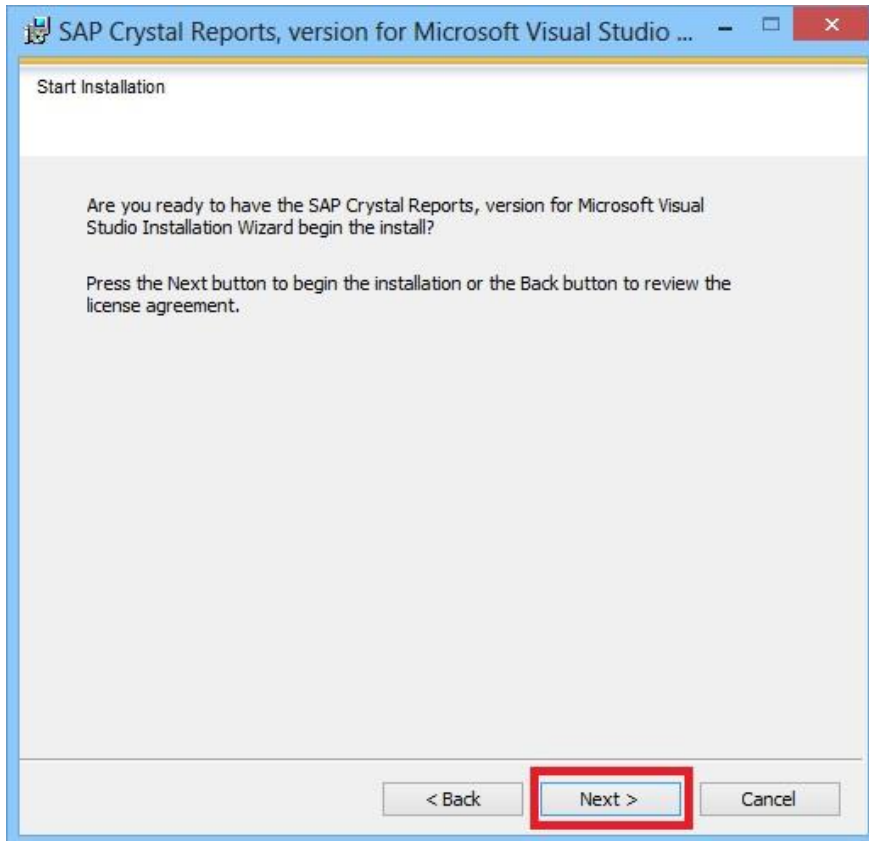 SAP Crystal Reports, version for Microsoft Visual Studio ...
Start Installation
Are you ready to have the SAP Crystal Reports, version for Microsoft Visual
Studio Installation Wizard begin the install?
Press the Next button to begin the installation or the Back button to review the
license agreement.
< Back Next > Cancel